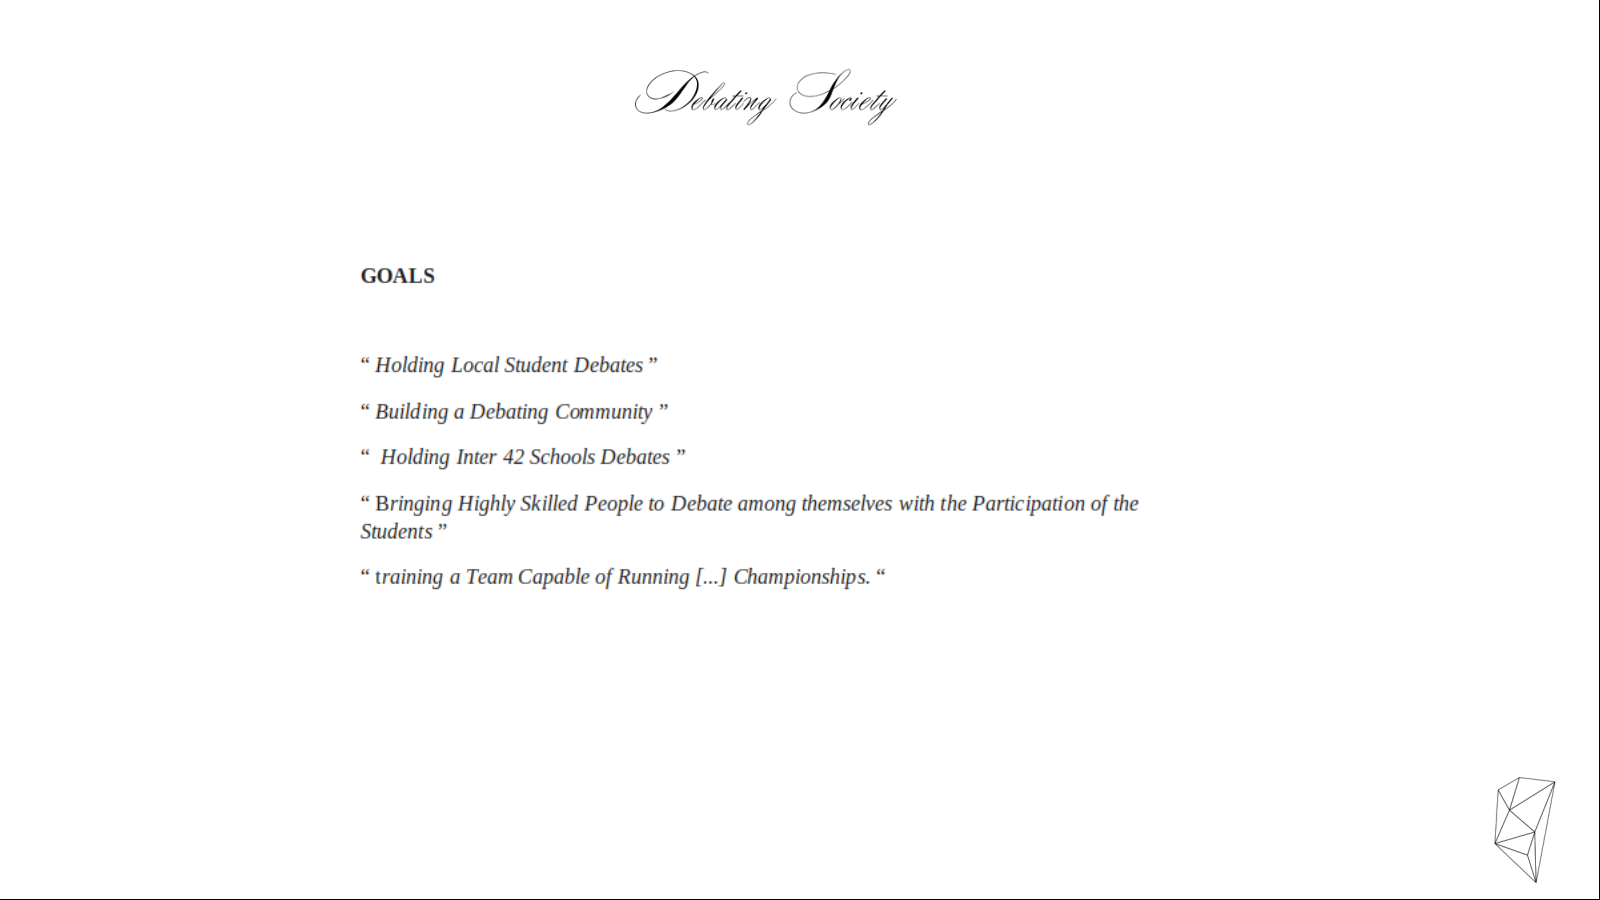 Debating Society
GOALS
“ Holding Local Student Debates ”
“ Building a Debating Community ”
“  Holding Inter 42 Schools Debates ”
“ Bringing Highly Skilled People to Debate among themselves with the Participation of the
Students ”
“ training a Team Capable of Running [...] Championships. “